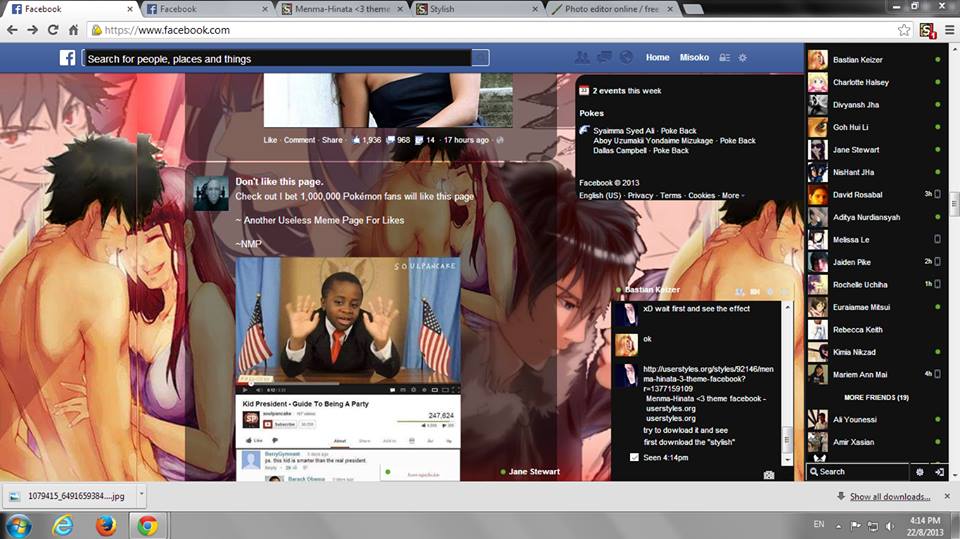 Facebook
Facebook
Menma-Hinata <3 theme
Stylish
Photo editor online / free
https://www.facebook.com
Search for people, places and things
Home
Misoko
Like · Comment · Share · 1,936 968 14 · 17 hours ago ·
Don't like this page.
Check out I bet 1,000,000 Pokémon fans will like this page
~ Another Useless Meme Page For Likes
~NMP
SOULPANCAKE
Kid President - Guide To Being A Party
soulpancake
Subscribe
247,624
Like
About
Share
Add to
BerryGymnast
ps. this kid is smarter than the real president.
Reply
Barack Obama
2 events this week
Pokes
Syaimma Syed Ali · Poke Back
Aboy Uzumaki Yondaime Mizukage · Poke Back
Dallas Campbell · Poke Back
Facebook © 2013
English (US) · Privacy · Terms · Cookies · More
Bastian Keizer
xD wait first and see the effect
ok
http://userstyles.org/styles/92146/men
ma-hinata-3-theme-facebook?
r=1377159109
Menma-Hinata <3 theme facebook -
userstyles.org
userstyles.org
try to dowload it and see
first download the "stylish"
Seen 4:14pm
Jane Stewart
Bastian Keizer
Charlotte Halsey
Divyansh Jha
Goh Hui Li
Jane Stewart
NisHant JHa
David Rosabal 3h
Aditya Nurdiansyah
Melissa Le
Jaiden Pike 2h
Rochelle Uchiha 1h
Euraiamae Mitsui
Rebecca Keith
Kimia Nikzad
Mariem Ann Mai 4h
MORE FRIENDS (19)
Ali Younessi
Amir Xasian
Search
1079415_6491659384....jpg
Show all downloads...
EN
4:14 PM
22/8/2013